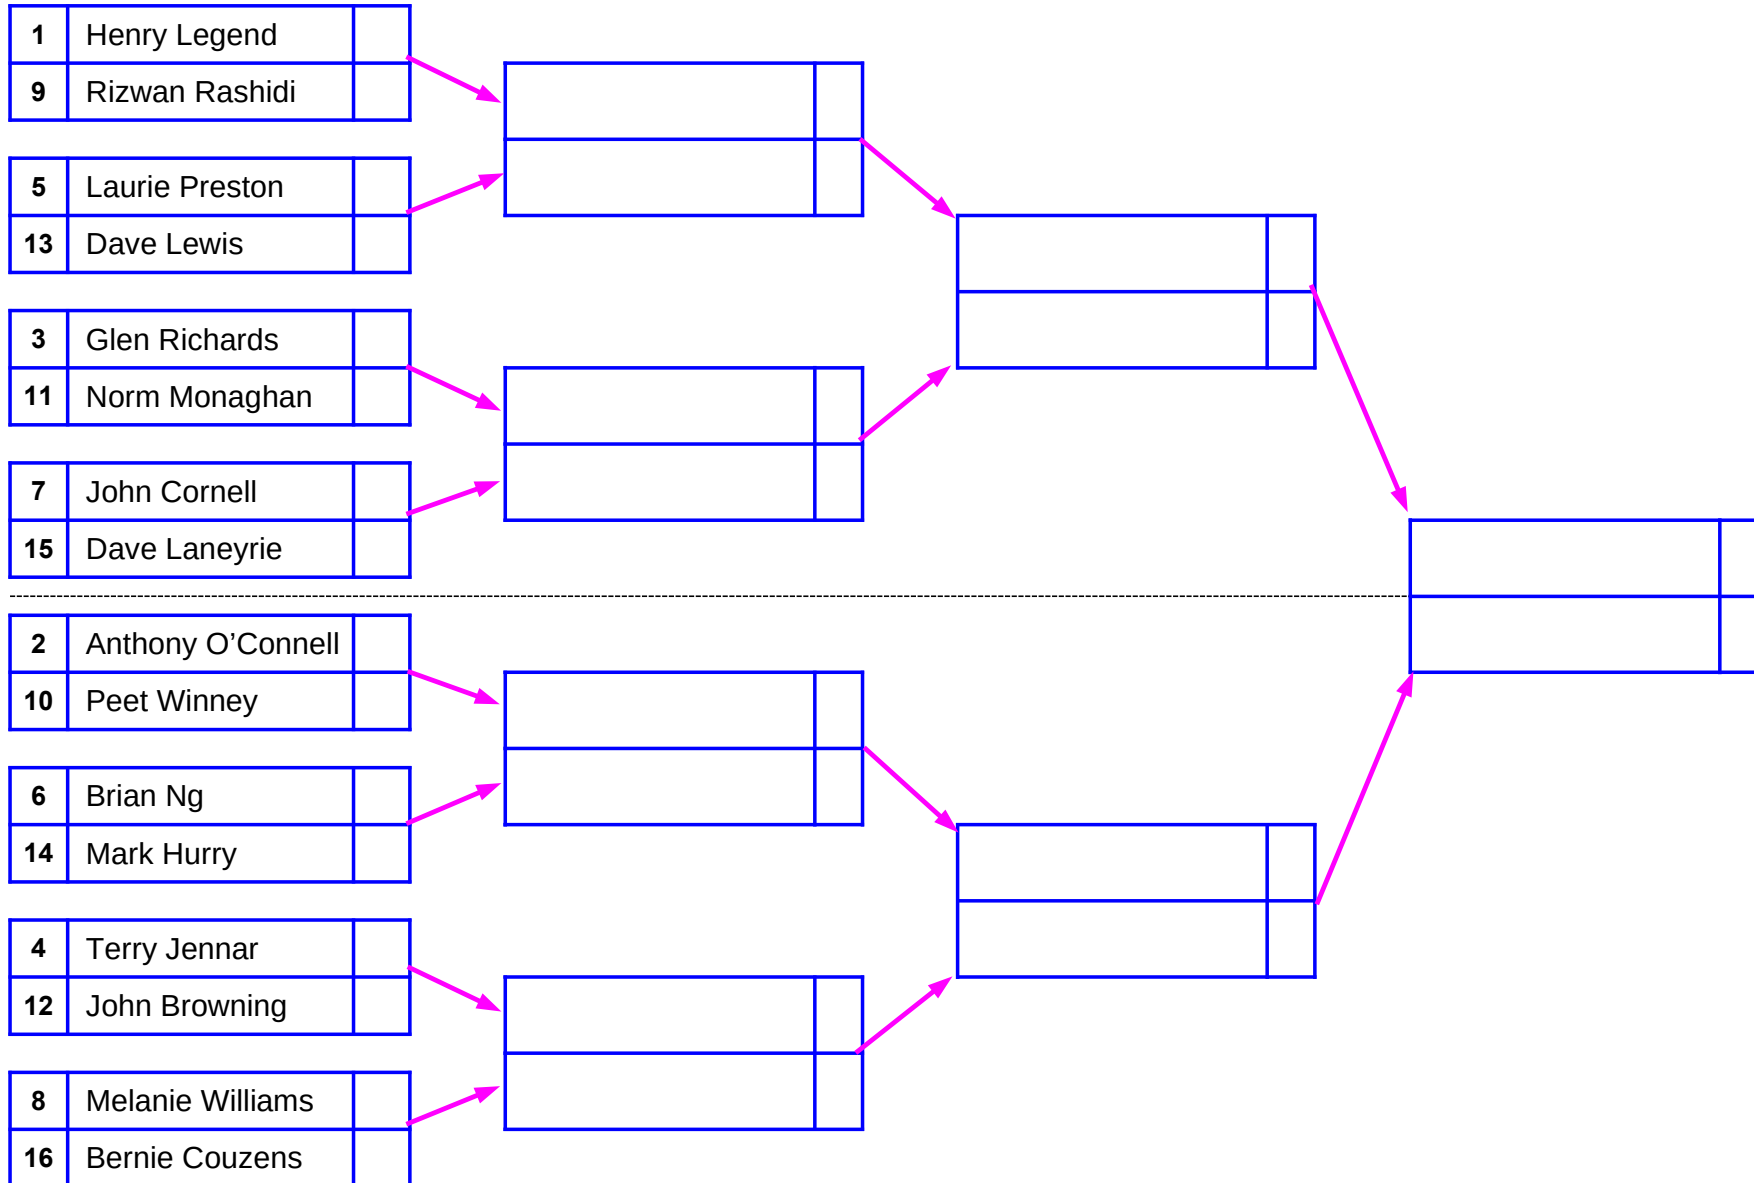 1 Henry Legend
9 Rizwan Rashidi
5 Laurie Preston
13 Dave Lewis
3 Glen Richards
11 Norm Monaghan
7 John Cornell
15 Dave Laneyrie
2 Anthony O’Connell
10 Peet Winney
6 Brian Ng
14 Mark Hurry
4 Terry Jennar
12 John Browning
8 Melanie Williams
16 Bernie Couzens